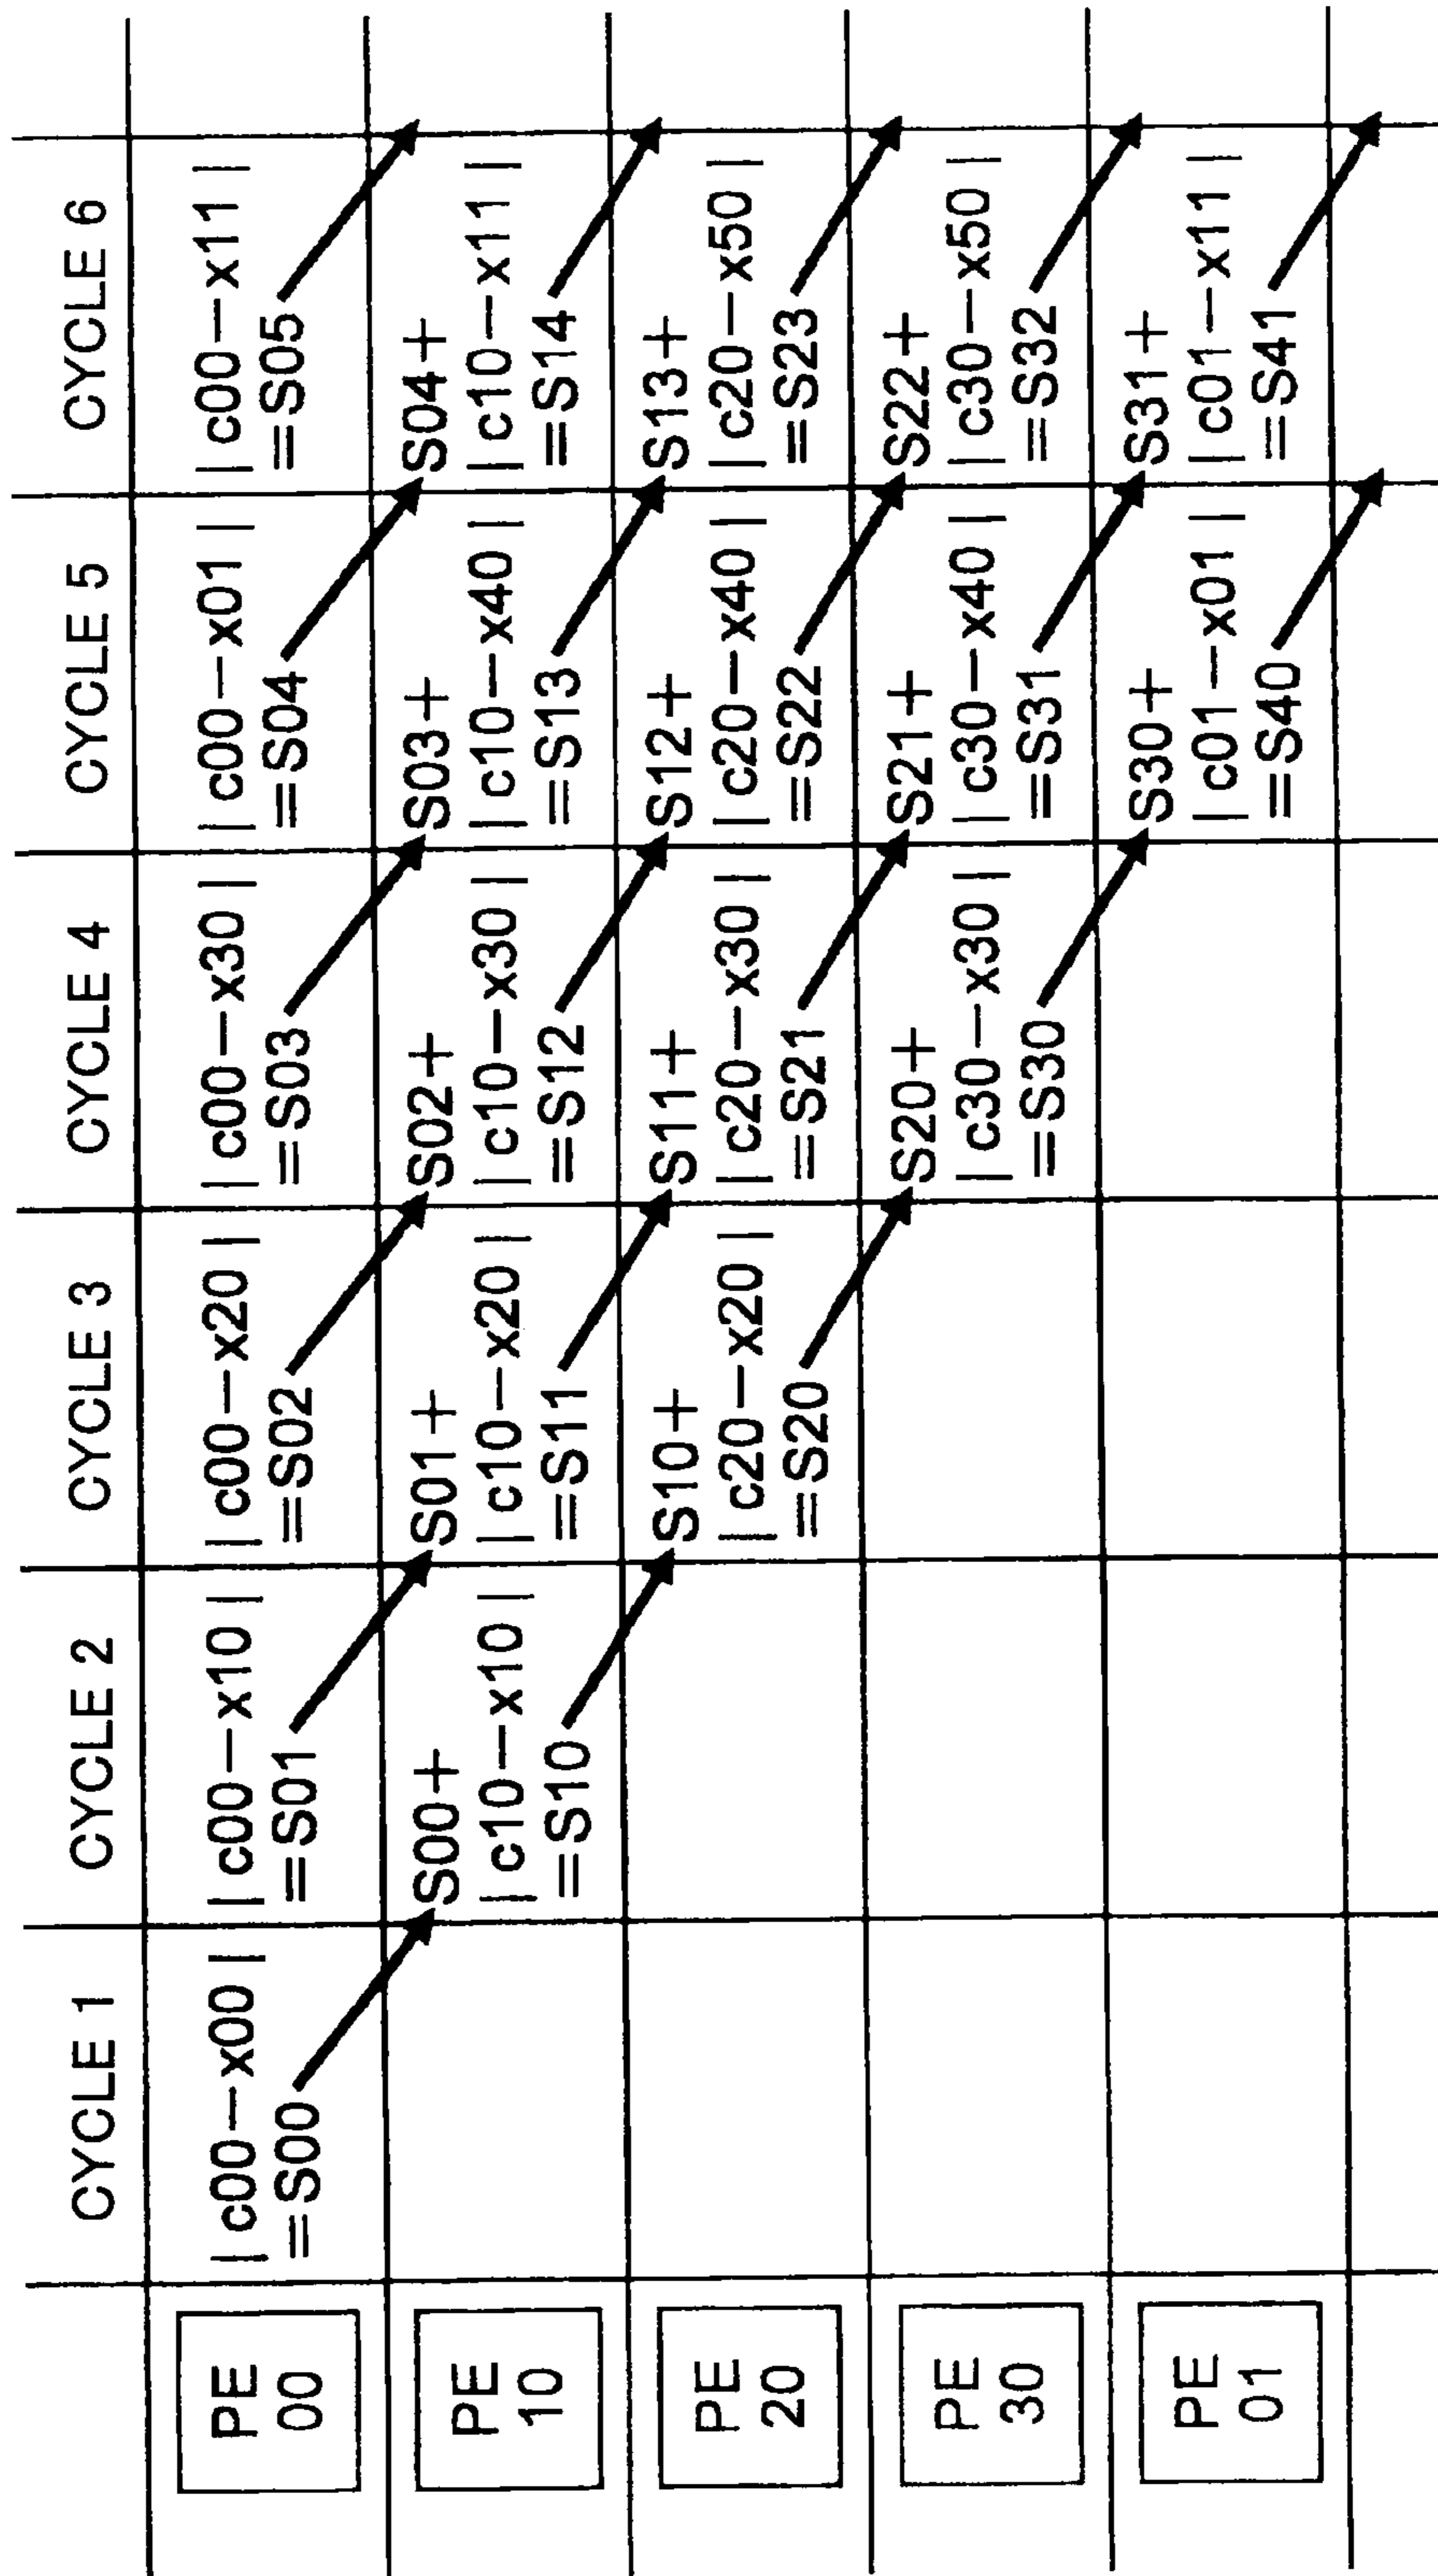 CYCLE 1
CYCLE 2
CYCLE 3
CYCLE 4
CYCLE 5
CYCLE 6
PE
00
|c00−x00|
=S00
|c00−x10|
=S01
|c00−x20|
=S02
|c00−x30|
=S03
|c00−x01|
=S04
|c00−x11|
=S05
PE
10
S00+
|c10−x10|
=S10
S01+
|c10−x20|
=S11
S02+
|c10−x30|
=S12
S03+
|c10−x40|
=S13
S04+
|c10−x11|
=S14
PE
20
S10+
|c20−x20|
=S20
S11+
|c20−x30|
=S21
S12+
|c20−x40|
=S22
S13+
|c20−x50|
=S23
PE
30
S20+
|c30−x30|
=S30
S21+
|c30−x40|
=S31
S22+
|c30−x50|
=S32
PE
01
S30+
|c01−x01|
=S40
S31+
|c01−x11|
=S41